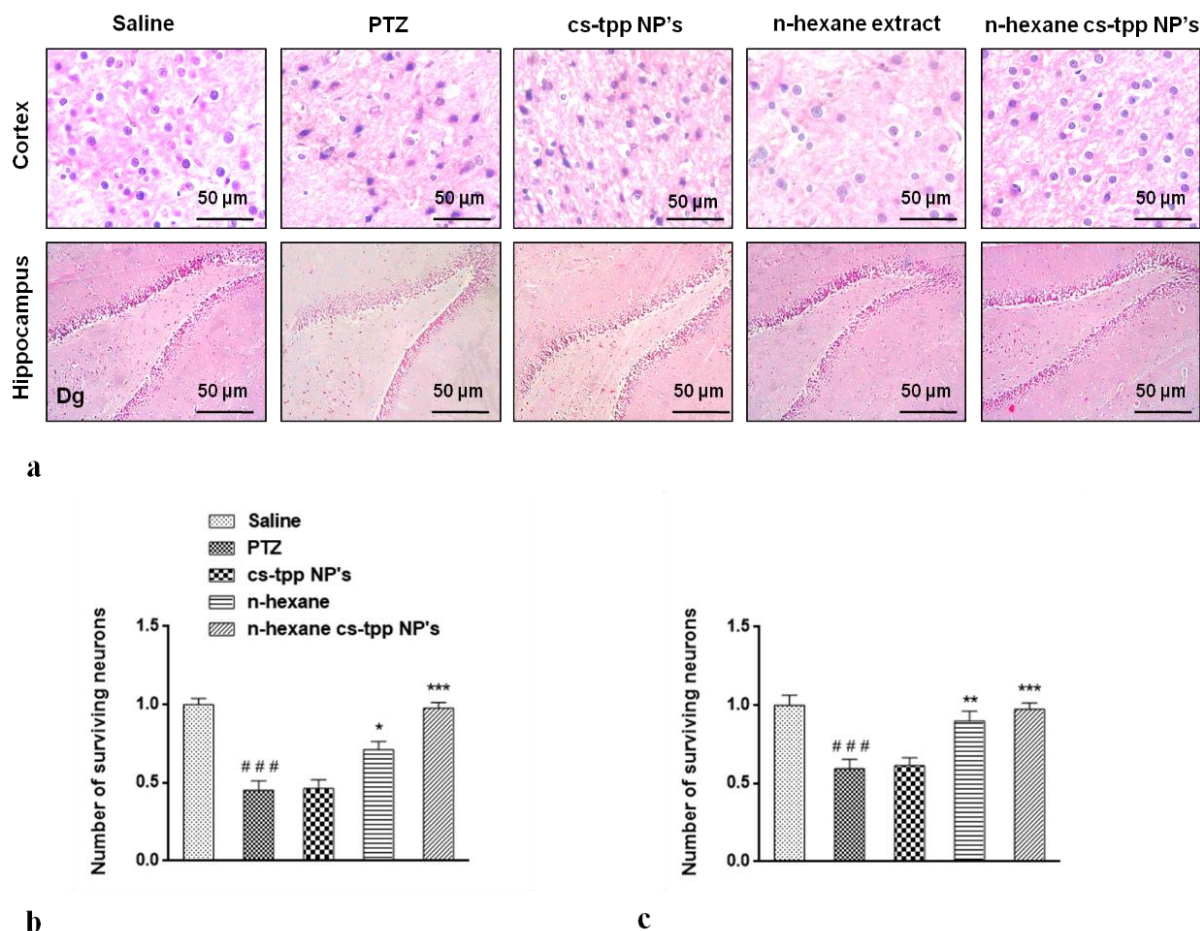 Saline PTZ cs-tpp NP's n-hexane extract n-hexane cs-tpp NP's
Cortex
50 µm 50 µm 50 µm 50 µm 50 µm
Hippocampus
Dg 50 µm 50 µm 50 µm 50 µm 50 µm
a
Saline
PTZ
cs-tpp NP's
n-hexane
n-hexane cs-tpp NP's
Number of surviving neurons
1.5
1.0
0.5
0.0
# # #
*
***
Number of surviving neurons
1.5
1.0
0.5
0.0
# # #
**
***
b c